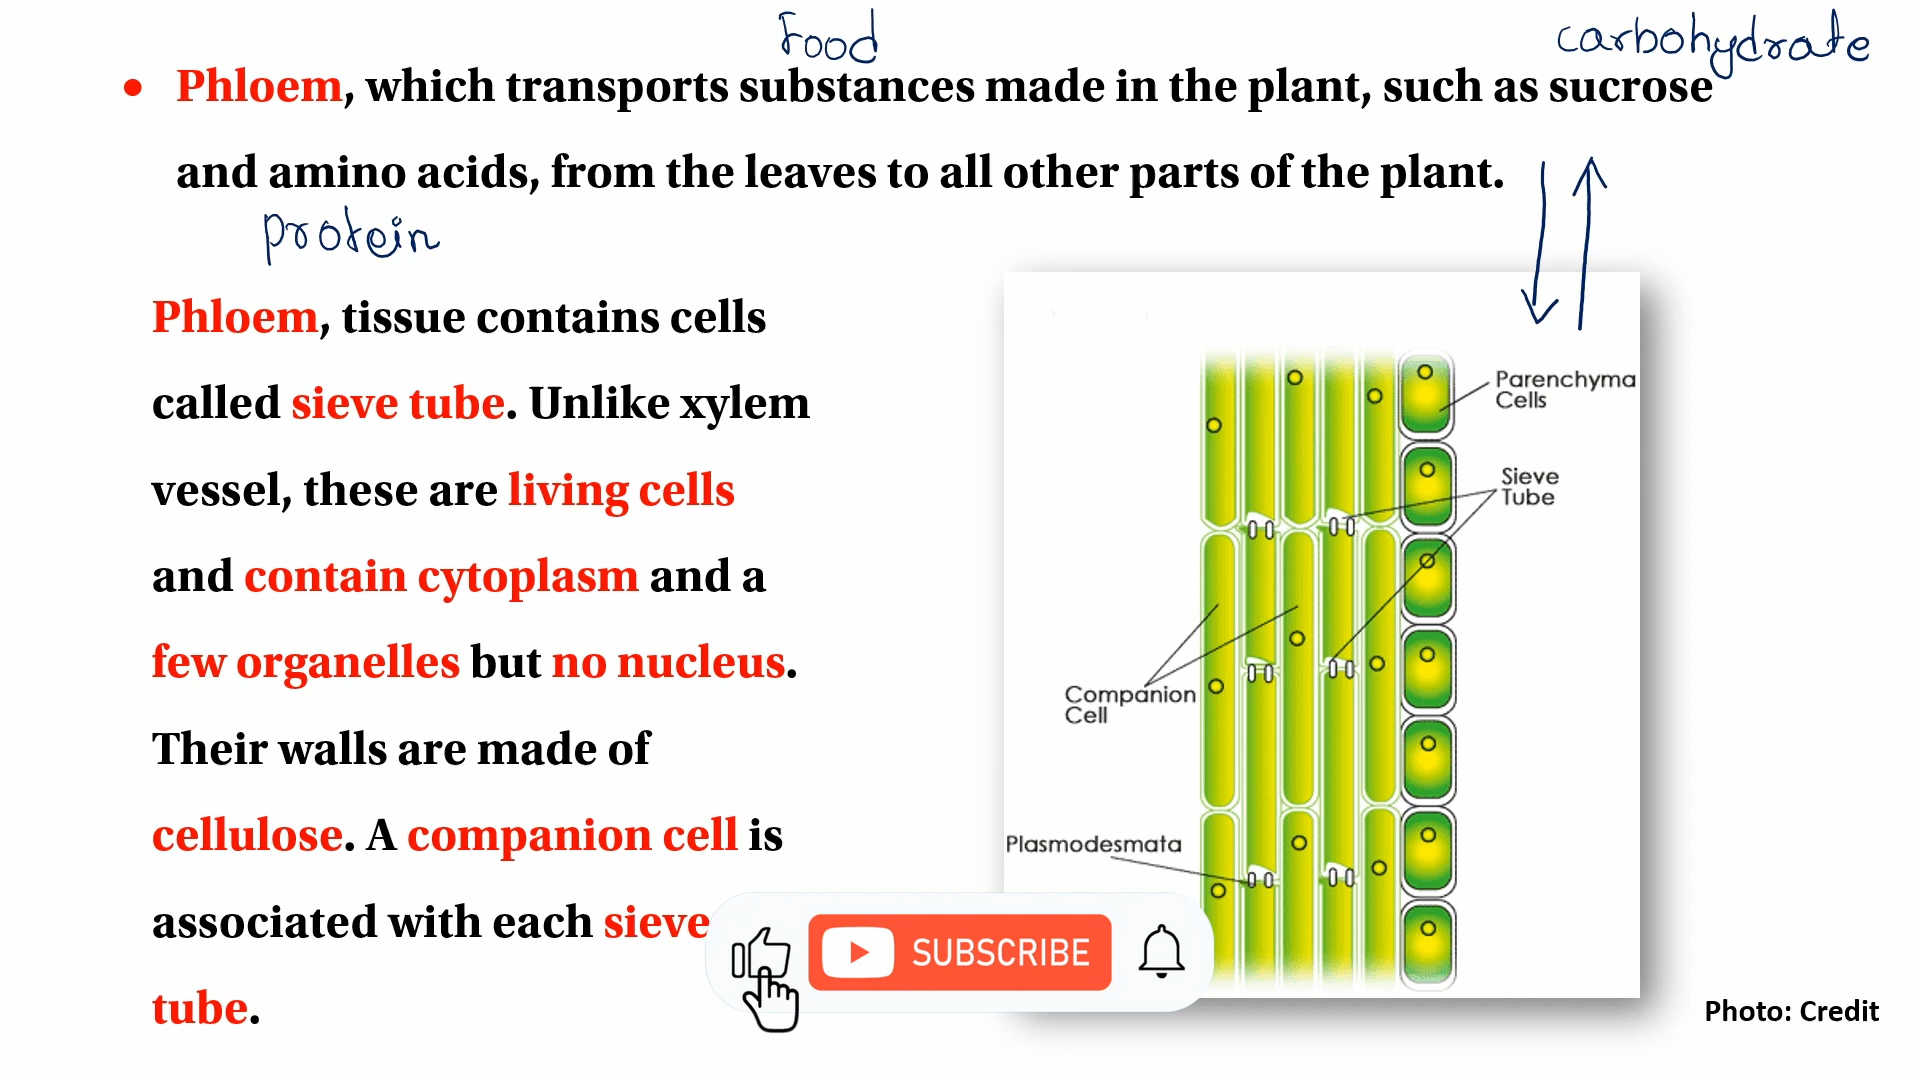 Food
carbohydrate
• Phloem, which transports substances made in the plant, such as sucrose
and amino acids, from the leaves to all other parts of the plant.
protein
Phloem, tissue contains cells
called sieve tube. Unlike xylem
vessel, these are living cells
and contain cytoplasm and a
few organelles but no nucleus.
Their walls are made of
cellulose. A companion cell is
associated with each sieve
tube.
Parenchyma
Cells
Sieve
Tube
Companion
Cell
Plasmodesmata
SUBSCRIBE
Photo: Credit